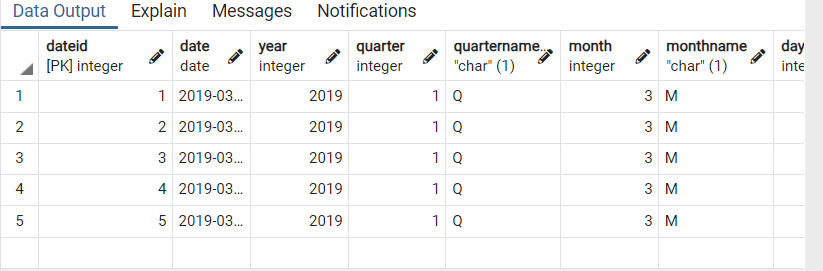 Data Output Explain Messages Notifications
dateid date year quarter quartername... month monthname day
[PK] integer date integer integer "char" (1) integer "char" (1) inte
1 1 2019-03... 2019 1 Q 3 M
2 2 2019-03... 2019 1 Q 3 M
3 3 2019-03... 2019 1 Q 3 M
4 4 2019-03... 2019 1 Q 3 M
5 5 2019-03... 2019 1 Q 3 M